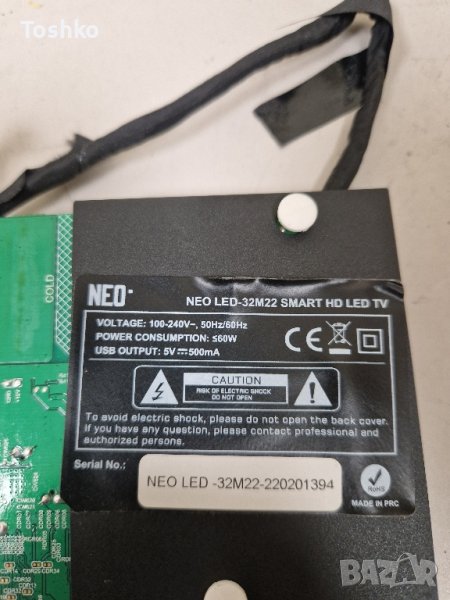 Toshko
COLD
NEO
NEO LED-32M22 SMART HD LED TV
VOLTAGE: 100-240V~, 50Hz/60Hz
POWER CONSUMPTION: ≤60W
USB OUTPUT: 5V⎓500mA
CE
CAUTION
RISK OF ELECTRIC SHOCK
DO NOT OPEN
To avoid electric shock, please do not open the back cover.
If you have any question, please contact professional and
authorized persons.
Serial No.:
NEO LED -32M22-220201394
RoHS
MADE IN PRC
BAZAR